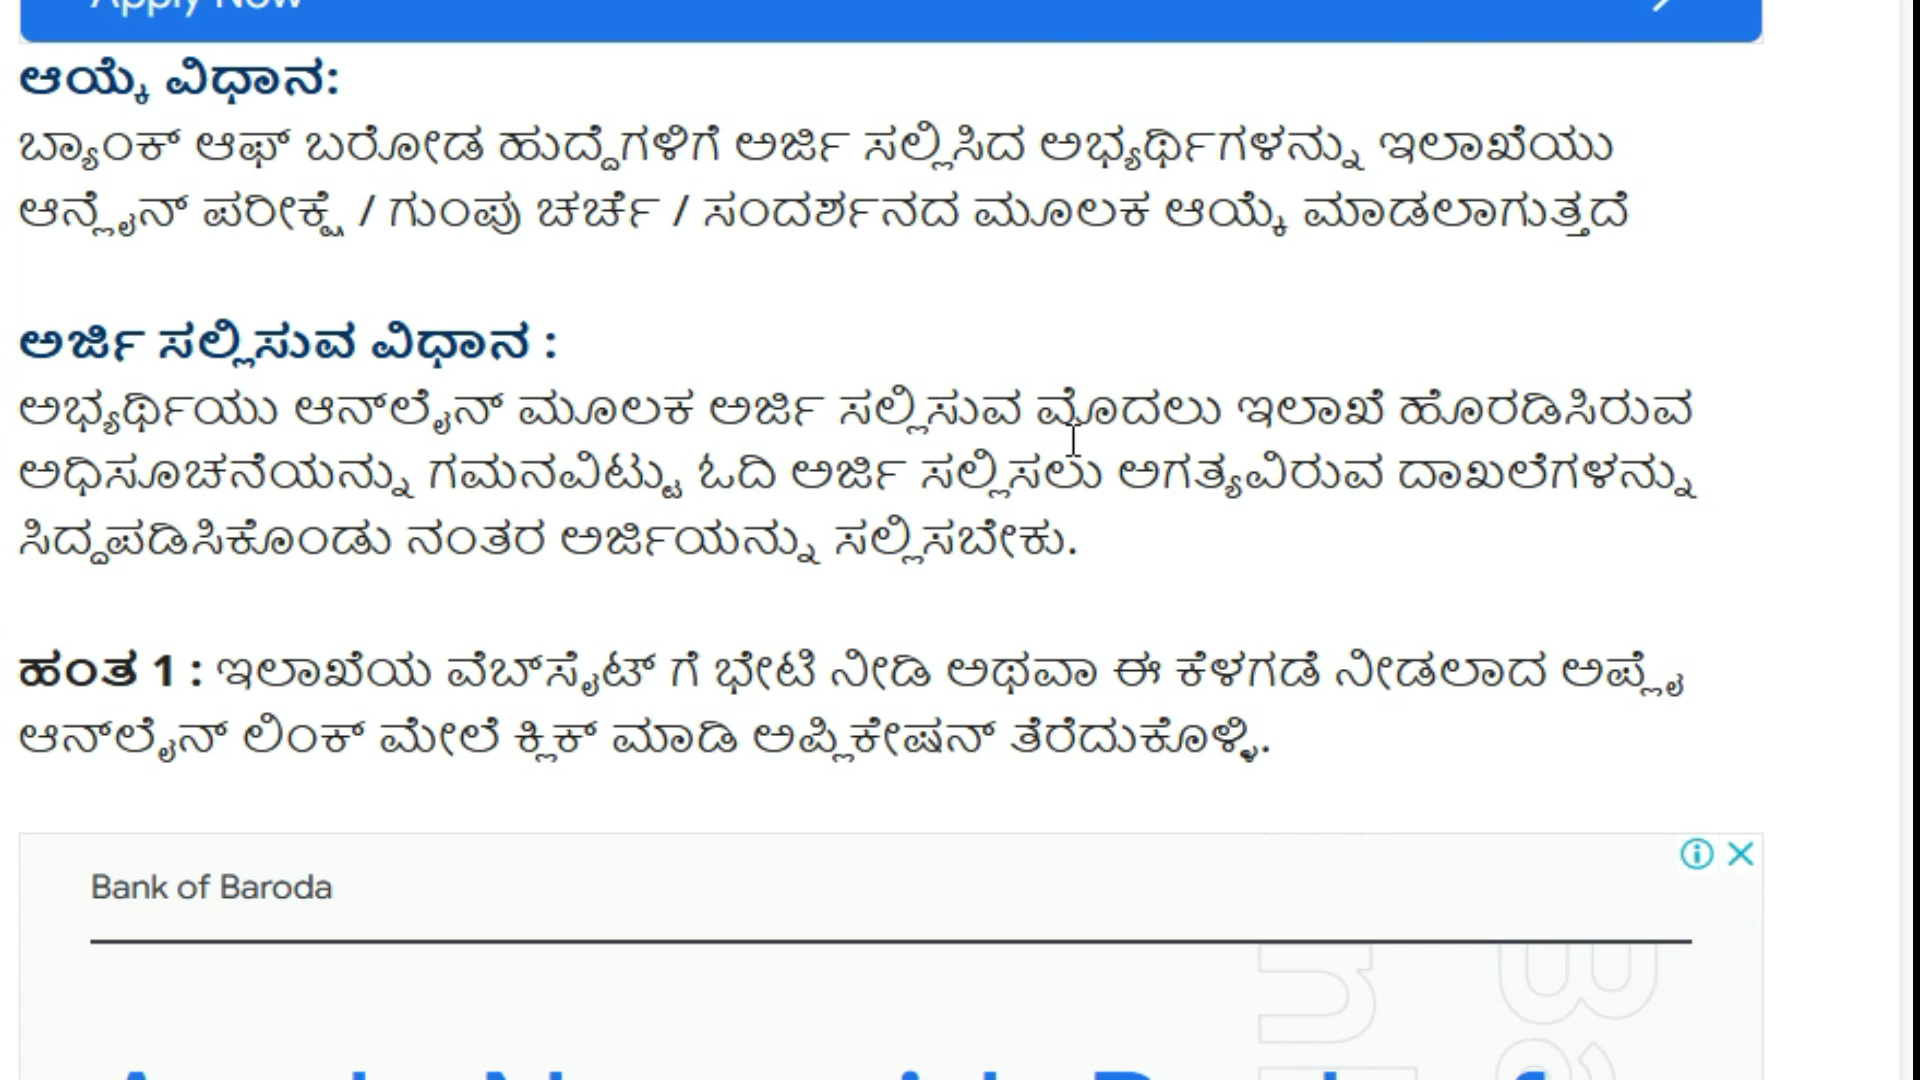 Apply Now
ಆಯ್ಕೆ ವಿಧಾನ:
ಬ್ಯಾಂಕ್ ಆಫ್ ಬರೋಡ ಹುದ್ದೆಗಳಿಗೆ ಅರ್ಜಿ ಸಲ್ಲಿಸಿದ ಅಭ್ಯರ್ಥಿಗಳನ್ನು ಇಲಾಖೆಯು
ಆನ್ಲೈನ್ ಪರೀಕ್ಷೆ / ಗುಂಪು ಚರ್ಚೆ / ಸಂದರ್ಶನದ ಮೂಲಕ ಆಯ್ಕೆ ಮಾಡಲಾಗುತ್ತದೆ
ಅರ್ಜಿ ಸಲ್ಲಿಸುವ ವಿಧಾನ :
ಅಭ್ಯರ್ಥಿಯು ಆನ್‌ಲೈನ್ ಮೂಲಕ ಅರ್ಜಿ ಸಲ್ಲಿಸುವ ಮೊದಲು ಇಲಾಖೆ ಹೊರಡಿಸಿರುವ
ಅಧಿಸೂಚನೆಯನ್ನು ಗಮನವಿಟ್ಟು ಓದಿ ಅರ್ಜಿ ಸಲ್ಲಿಸಲು ಅಗತ್ಯವಿರುವ ದಾಖಲೆಗಳನ್ನು
ಸಿದ್ದಪಡಿಸಿಕೊಂಡು ನಂತರ ಅರ್ಜಿಯನ್ನು ಸಲ್ಲಿಸಬೇಕು.
ಹಂತ 1 : ಇಲಾಖೆಯ ವೆಬ್‌ಸೈಟ್ ಗೆ ಭೇಟಿ ನೀಡಿ ಅಥವಾ ಈ ಕೆಳಗಡೆ ನೀಡಲಾದ ಅಪ್ಲೈ
ಆನ್‌ಲೈನ್ ಲಿಂಕ್ ಮೇಲೆ ಕ್ಲಿಕ್ ಮಾಡಿ ಅಪ್ಲಿಕೇಷನ್ ತೆರೆದುಕೊಳ್ಳಿ.
Bank of Baroda